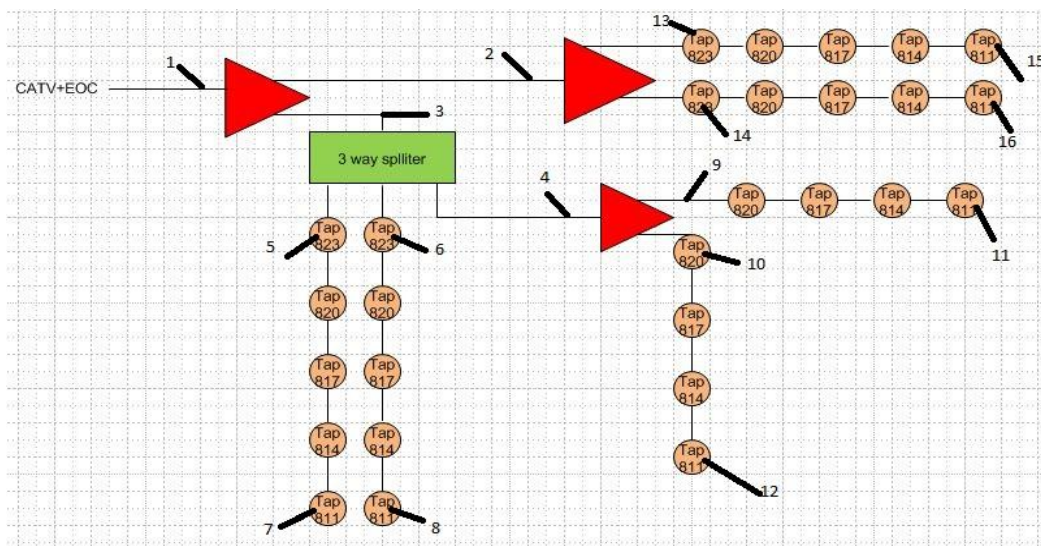 13
Tap 823
Tap 820
Tap 817
Tap 814
Tap 811
15
1
2
CATV+EOC
14
Tap 823
Tap 820
Tap 817
Tap 814
Tap 811
16
3
3 way spliiter
4
9
Tap 820
Tap 817
Tap 814
Tap 811
11
5
Tap 823
Tap 823
6
Tap 820
10
Tap 820
Tap 820
Tap 817
Tap 817
Tap 817
Tap 814
Tap 814
Tap 814
Tap 811
12
7
Tap 811
Tap 811
8